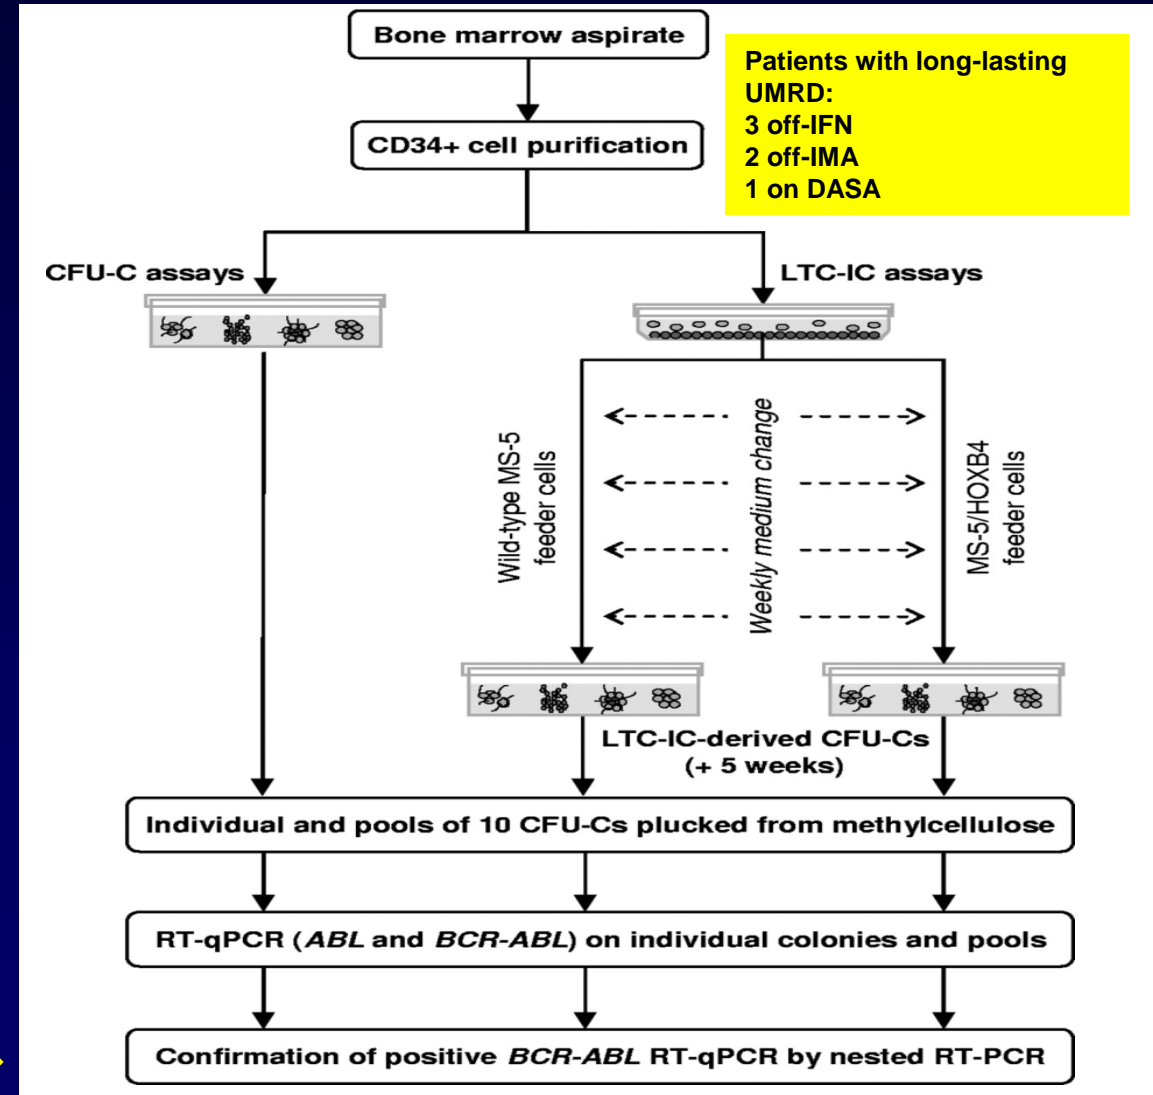 Bone marrow aspirate
Patients with long-lasting
UMRD:
3 off-IFN
2 off-IMA
1 on DASA
CD34+ cell purification
CFU-C assays
LTC-IC assays
Wild-type MS-5
feeder cells
Weekly medium change
MS-5/HOXB4
feeder cells
LTC-IC-derived CFU-Cs
(+ 5 weeks)
Individual and pools of 10 CFU-Cs plucked from methylcellulose
RT-qPCR (ABL and BCR-ABL) on individual colonies and pools
Confirmation of positive BCR-ABL RT-qPCR by nested RT-PCR